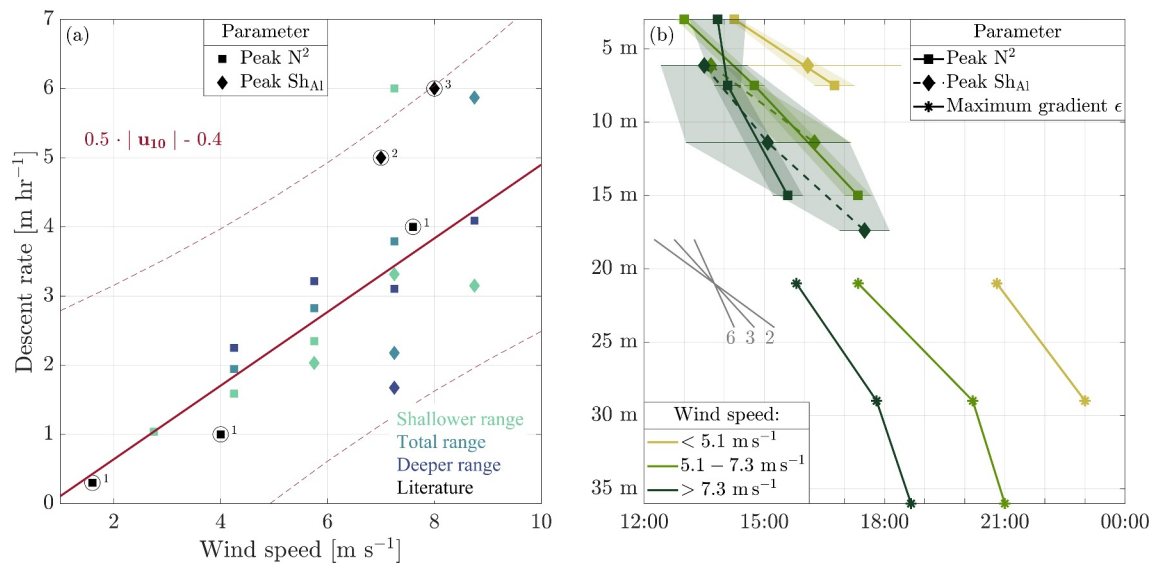 (a)
Parameter
Peak N²
Peak Sh_Al
0.5 · | u₁₀ | - 0.4
3
2
1
1
1
Shallower range
Total range
Deeper range
Literature
7
6
5
4
3
2
1
0
Descent rate [m hr⁻¹]
2
4
6
8
10
Wind speed [m s⁻¹]
(b)
Parameter
Peak N²
Peak Sh_Al
Maximum gradient ϵ
5 m
10 m
15 m
20 m
25 m
30 m
35 m
6 3 2
Wind speed:
< 5.1 m s⁻¹
5.1 − 7.3 m s⁻¹
> 7.3 m s⁻¹
12:00
15:00
18:00
21:00
00:00